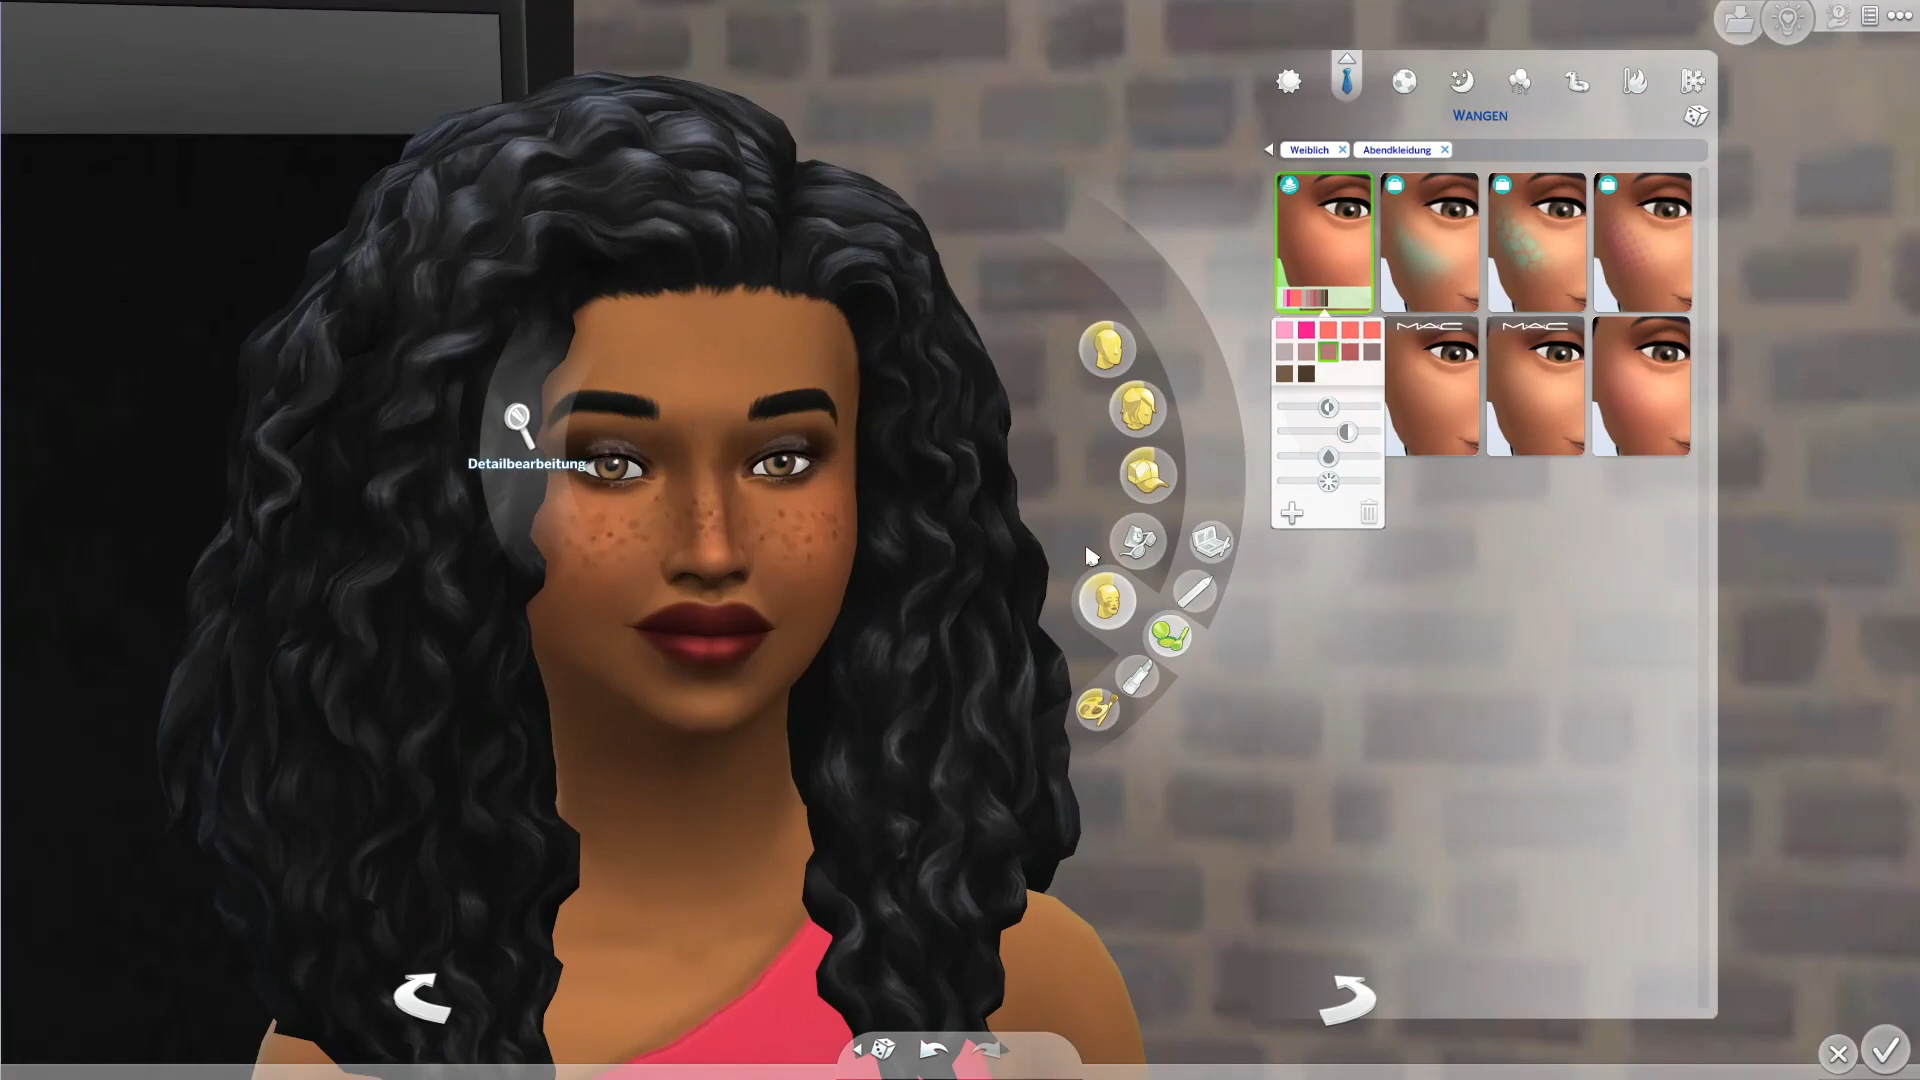 WANGEN
Weiblich
Abendkleidung
MAC
MAC
Detailbearbeitung